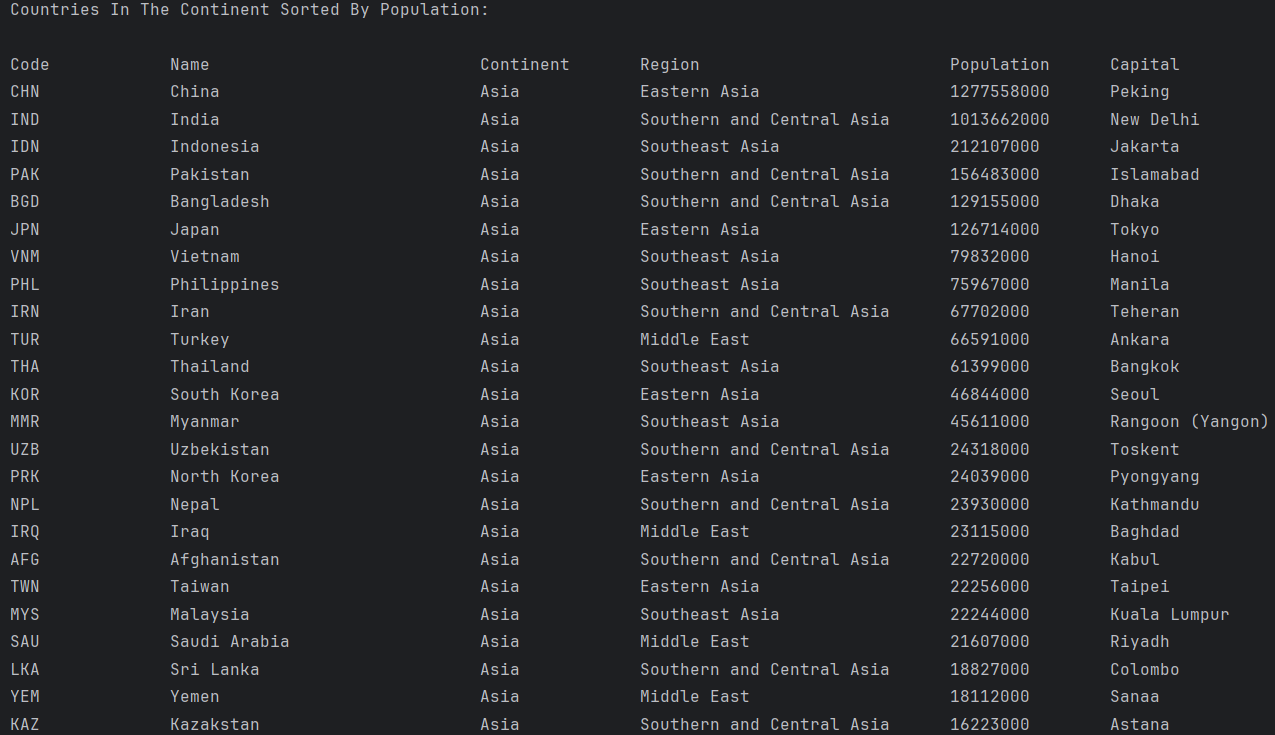 Countries In The Continent Sorted By Population:
Code Name Continent Region Population Capital
CHN China Asia Eastern Asia 1277558000 Peking
IND India Asia Southern and Central Asia 1013662000 New Delhi
IDN Indonesia Asia Southeast Asia 212107000 Jakarta
PAK Pakistan Asia Southern and Central Asia 156483000 Islamabad
BGD Bangladesh Asia Southern and Central Asia 129155000 Dhaka
JPN Japan Asia Eastern Asia 126714000 Tokyo
VNM Vietnam Asia Southeast Asia 79832000 Hanoi
PHL Philippines Asia Southeast Asia 75967000 Manila
IRN Iran Asia Southern and Central Asia 67702000 Teheran
TUR Turkey Asia Middle East 66591000 Ankara
THA Thailand Asia Southeast Asia 61399000 Bangkok
KOR South Korea Asia Eastern Asia 46844000 Seoul
MMR Myanmar Asia Southeast Asia 45611000 Rangoon (Yangon)
UZB Uzbekistan Asia Southern and Central Asia 24318000 Toskent
PRK North Korea Asia Eastern Asia 24039000 Pyongyang
NPL Nepal Asia Southern and Central Asia 23930000 Kathmandu
IRQ Iraq Asia Middle East 23115000 Baghdad
AFG Afghanistan Asia Southern and Central Asia 22720000 Kabul
TWN Taiwan Asia Eastern Asia 22256000 Taipei
MYS Malaysia Asia Southeast Asia 22244000 Kuala Lumpur
SAU Saudi Arabia Asia Middle East 21607000 Riyadh
LKA Sri Lanka Asia Southern and Central Asia 18827000 Colombo
YEM Yemen Asia Middle East 18112000 Sanaa
KAZ Kazakstan Asia Southern and Central Asia 16223000 Astana